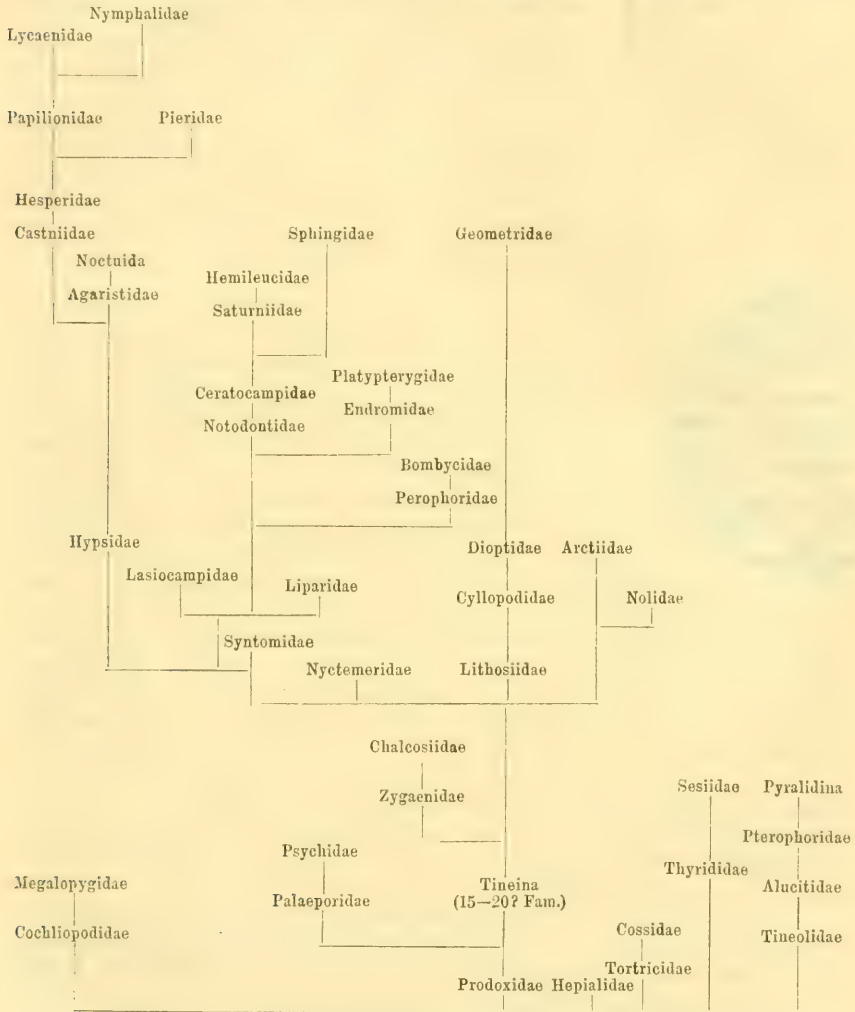 Nymphalidae
Lycaenidae
Papilionidae Pieridae
Hesperidae
Castniidae Sphingidae Geometridae
Noctuida
Hemileucidae
Agaristidae
Saturniidae
Platypterygidae
Ceratocampidae
Endromidae
Notodontidae
Bombycidae
Perophoridae
Hypsidae Dioptidae Arctiidae
Lasiocampidae
Liparidae
Cyllopodidae Nolidae
Syntomidae
Nyctemeridae Lithosiidae
Chalcosiidae
Sesiidae Pyralidina
Zygaenidae
Pterophoridae
Psychidae
Thyrididae
Megalopygidae Tineina Alucitidae
Palaeporidae (15—20? Fam.)
Cochliopodidae Cossidae Tineolidae
Tortricidae
Prodoxidae Hepialidae